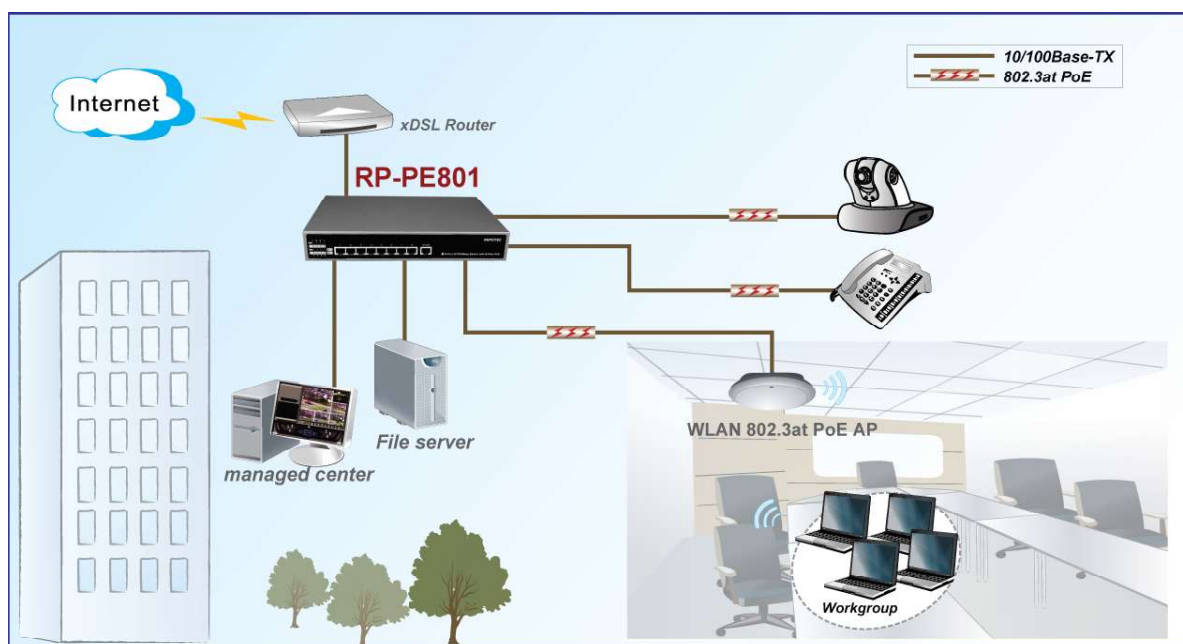 10/100Base-TX
802.3at PoE
Internet
xDSL Router
RP-PE801
File server
managed center
WLAN 802.3at PoE AP
Workgroup